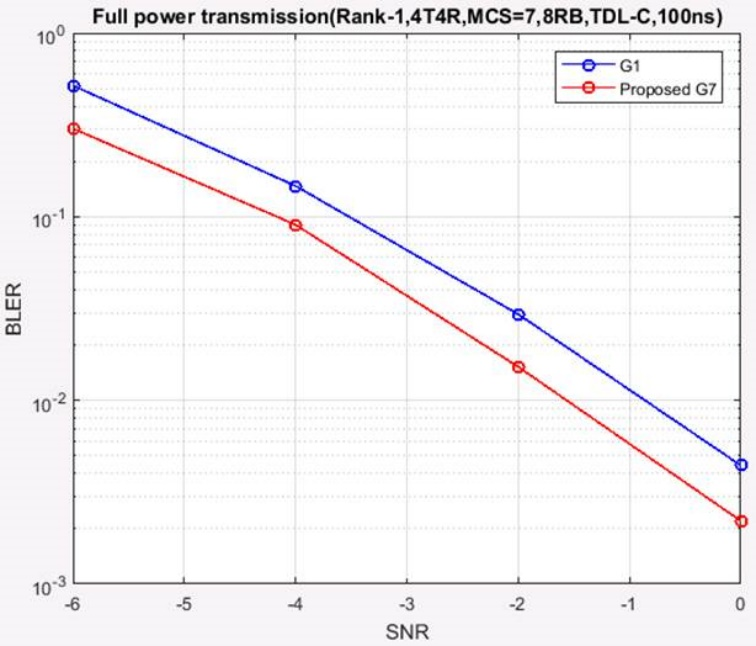 Full power transmission(Rank-1,4T4R,MCS=7,8RB,TDL-C,100ns)
10^0
G1
Proposed G7
10^-1
BLER
10^-2
10^-3
-6 -5 -4 -3 -2 -1 0
SNR